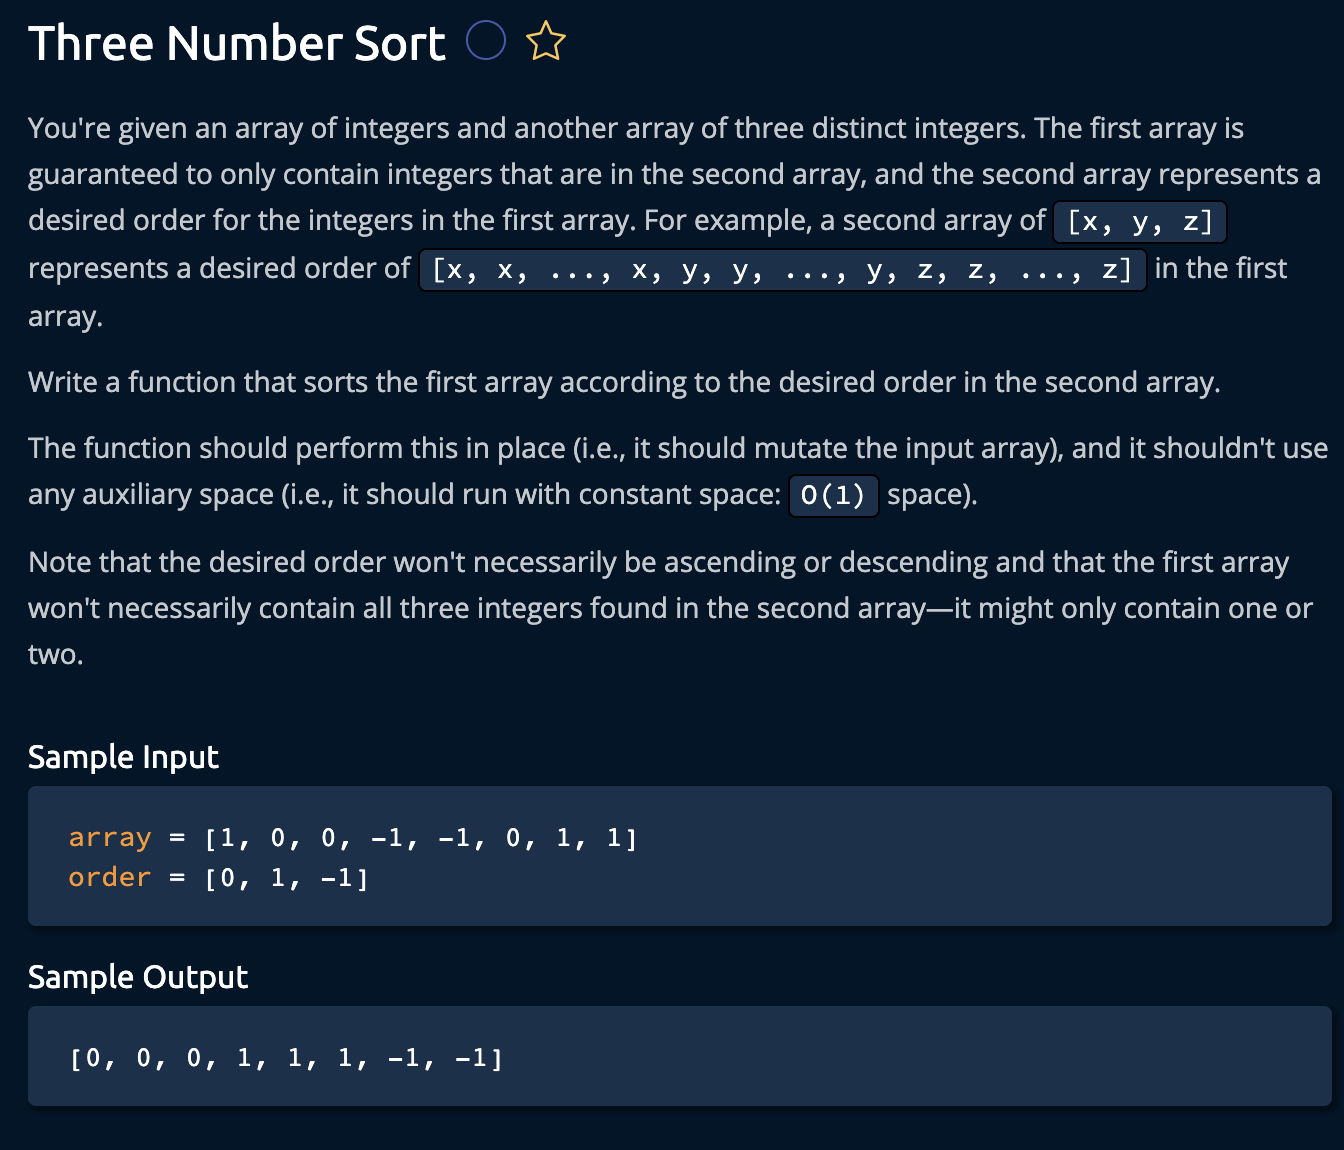 Three Number Sort
You're given an array of integers and another array of three distinct integers. The first array is
guaranteed to only contain integers that are in the second array, and the second array represents a
desired order for the integers in the first array. For example, a second array of [x, y, z]
represents a desired order of [x, x, ..., x, y, y, ..., y, z, z, ..., z] in the first
array.
Write a function that sorts the first array according to the desired order in the second array.
The function should perform this in place (i.e., it should mutate the input array), and it shouldn't use
any auxiliary space (i.e., it should run with constant space: O(1) space).
Note that the desired order won't necessarily be ascending or descending and that the first array
won't necessarily contain all three integers found in the second array—it might only contain one or
two.
Sample Input
array = [1, 0, 0, -1, -1, 0, 1, 1]
order = [0, 1, -1]
Sample Output
[0, 0, 0, 1, 1, 1, -1, -1]